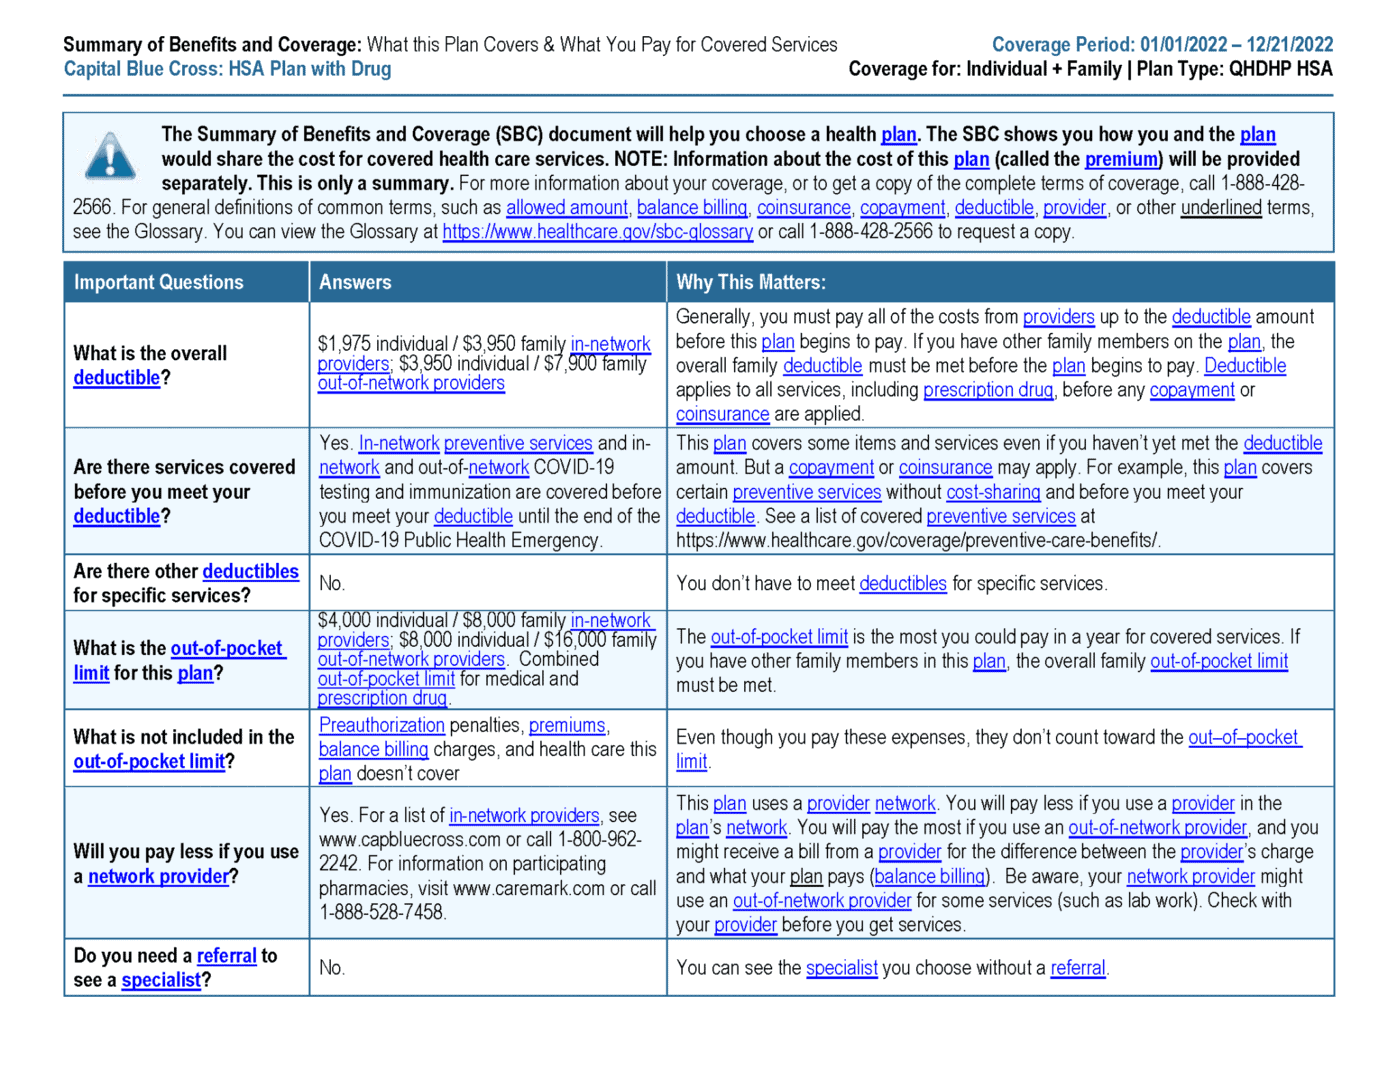 Summary of Benefits and Coverage: What this Plan Covers & What You Pay for Covered Services
Coverage Period: 01/01/2022 – 12/21/2022
Capital Blue Cross: HSA Plan with Drug
Coverage for: Individual + Family | Plan Type: QHDHP HSA
The Summary of Benefits and Coverage (SBC) document will help you choose a health plan. The SBC shows you how you and the plan
would share the cost for covered health care services. NOTE: Information about the cost of this plan (called the premium) will be provided
separately. This is only a summary. For more information about your coverage, or to get a copy of the complete terms of coverage, call 1-888-428-
2566. For general definitions of common terms, such as allowed amount, balance billing, coinsurance, copayment, deductible, provider, or other underlined terms,
see the Glossary. You can view the Glossary at https://www.healthcare.gov/sbc-glossary or call 1-888-428-2566 to request a copy.
Important Questions
Answers
Why This Matters:
What is the overall
deductible?
$1,975 individual / $3,950 family in-network
providers; $3,950 individual / $7,900 family
out-of-network providers
Generally, you must pay all of the costs from providers up to the deductible amount
before this plan begins to pay. If you have other family members on the plan, the
overall family deductible must be met before the plan begins to pay. Deductible
applies to all services, including prescription drug, before any copayment or
coinsurance are applied.
Are there services covered
before you meet your
deductible?
Yes. In-network preventive services and in-
network and out-of-network COVID-19
testing and immunization are covered before
you meet your deductible until the end of the
COVID-19 Public Health Emergency.
This plan covers some items and services even if you haven't yet met the deductible
amount. But a copayment or coinsurance may apply. For example, this plan covers
certain preventive services without cost-sharing and before you meet your
deductible. See a list of covered preventive services at
https://www.healthcare.gov/coverage/preventive-care-benefits/.
Are there other deductibles
for specific services?
No.
You don't have to meet deductibles for specific services.
What is the out-of-pocket
limit for this plan?
$4,000 individual / $8,000 family in-network
providers; $8,000 individual / $16,000 family
out-of-network providers. Combined
out-of-pocket limit for medical and
prescription drug.
The out-of-pocket limit is the most you could pay in a year for covered services. If
you have other family members in this plan, the overall family out-of-pocket limit
must be met.
What is not included in the
out-of-pocket limit?
Preauthorization penalties, premiums,
balance billing charges, and health care this
plan doesn't cover
Even though you pay these expenses, they don't count toward the out–of–pocket
limit.
Will you pay less if you use
a network provider?
Yes. For a list of in-network providers, see
www.capbluecross.com or call 1-800-962-
2242. For information on participating
pharmacies, visit www.caremark.com or call
1-888-528-7458.
This plan uses a provider network. You will pay less if you use a provider in the
plan's network. You will pay the most if you use an out-of-network provider, and you
might receive a bill from a provider for the difference between the provider's charge
and what your plan pays (balance billing). Be aware, your network provider might
use an out-of-network provider for some services (such as lab work). Check with
your provider before you get services.
Do you need a referral to
see a specialist?
No.
You can see the specialist you choose without a referral.